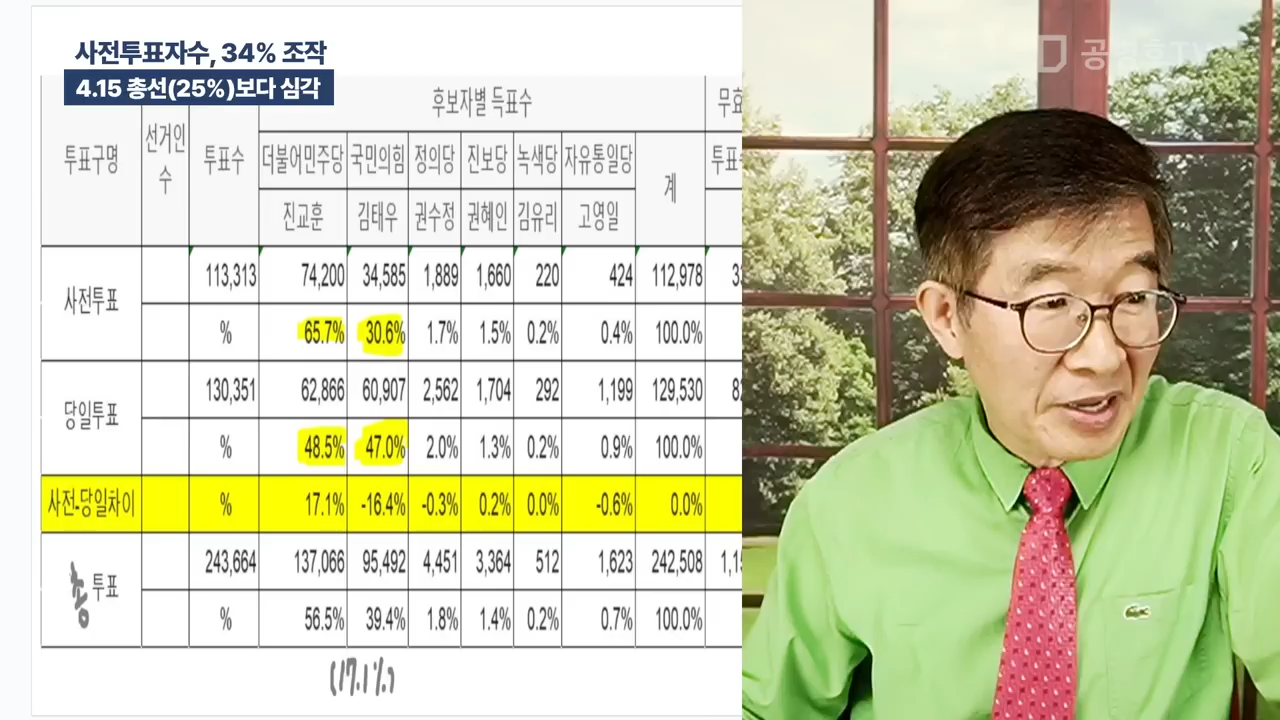 사전투표자수, 34% 조작
4.15 총선(25%)보다 심각
투표구명 선거인수 투표수 후보자별 득표수
더불어민주당 국민의힘 정의당 진보당 녹색당 자유통일당 계 투표
진교훈 김태우 권수정 권혜인 김유리 고영일
사전투표 113,313 74,200 34,585 1,889 1,660 220 424 112,978
% 65.7% 30.6% 1.7% 1.5% 0.2% 0.4% 100.0%
당일투표 130,351 62,866 60,907 2,562 1,704 292 1,199 129,530
% 48.5% 47.0% 2.0% 1.3% 0.2% 0.9% 100.0%
사전-당일차이 % 17.1% -16.4% -0.3% 0.2% 0.0% -0.6% 0.0%
총투표 243,664 137,066 95,492 4,451 3,364 512 1,623 242,508
% 56.5% 39.4% 1.8% 1.4% 0.2% 0.7% 100.0%
(17.1%)
공병호TV